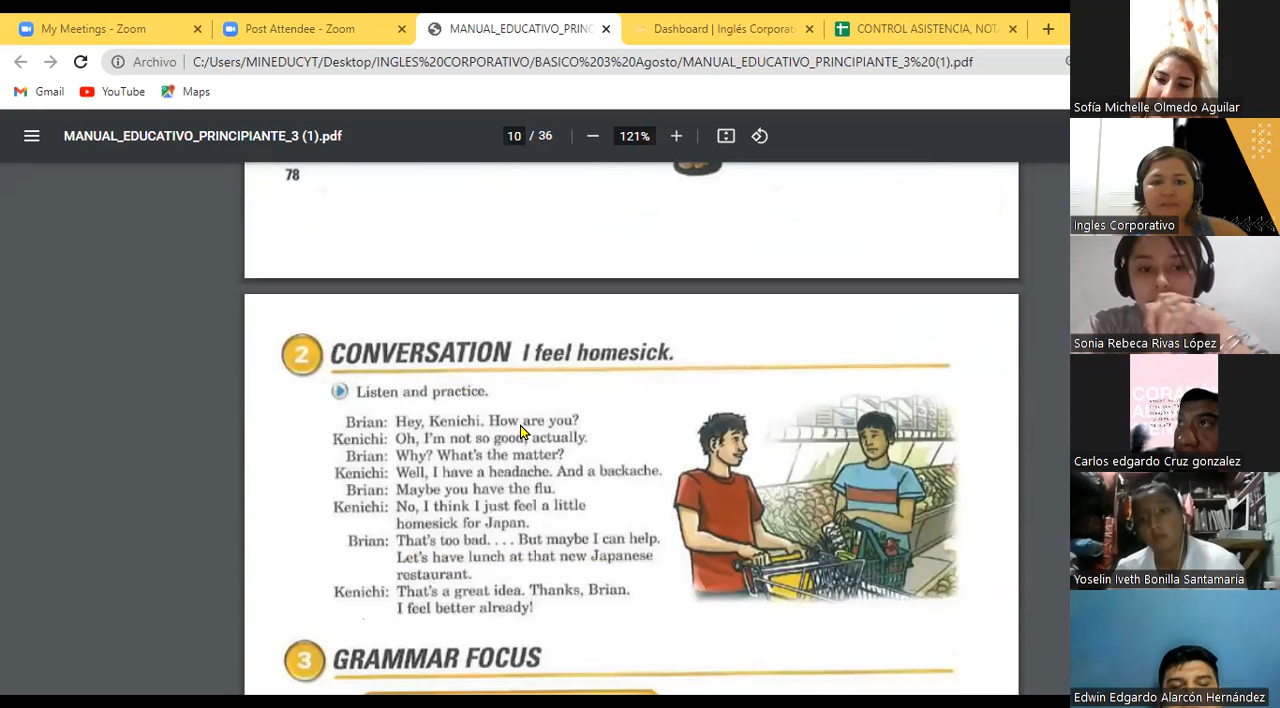 My Meetings - Zoom
Post Attendee - Zoom
MANUAL_EDUCATIVO_PRINC
Dashboard | Inglés Corporati
CONTROL ASISTENCIA, NOT
Archivo
C:/Users/MINEDUCYT/Desktop/INGLES%20CORPORATIVO/BASICO%203%20Agosto/MANUAL_EDUCATIVO_PRINCIPIANTE_3%20(1).pdf
Gmail
YouTube
Maps
MANUAL_EDUCATIVO_PRINCIPIANTE_3 (1).pdf
10 / 36
121%
78
2 CONVERSATION I feel homesick.
Listen and practice.
Brian: Hey, Kenichi. How are you?
Kenichi: Oh, I'm not so good, actually.
Brian: Why? What's the matter?
Kenichi: Well, I have a headache. And a backache.
Brian: Maybe you have the flu.
Kenichi: No, I think I just feel a little
homesick for Japan.
Brian: That's too bad. . . . But maybe I can help.
Let's have lunch at that new Japanese
restaurant.
Kenichi: That's a great idea. Thanks, Brian.
I feel better already!
3 GRAMMAR FOCUS
Sofía Michelle Olmedo Aguilar
Ingles Corporativo
Sonia Rebeca Rivas López
Carlos edgardo Cruz gonzalez
Yoselin Iveth Bonilla Santamaria
Edwin Edgardo Alarcón Hernández